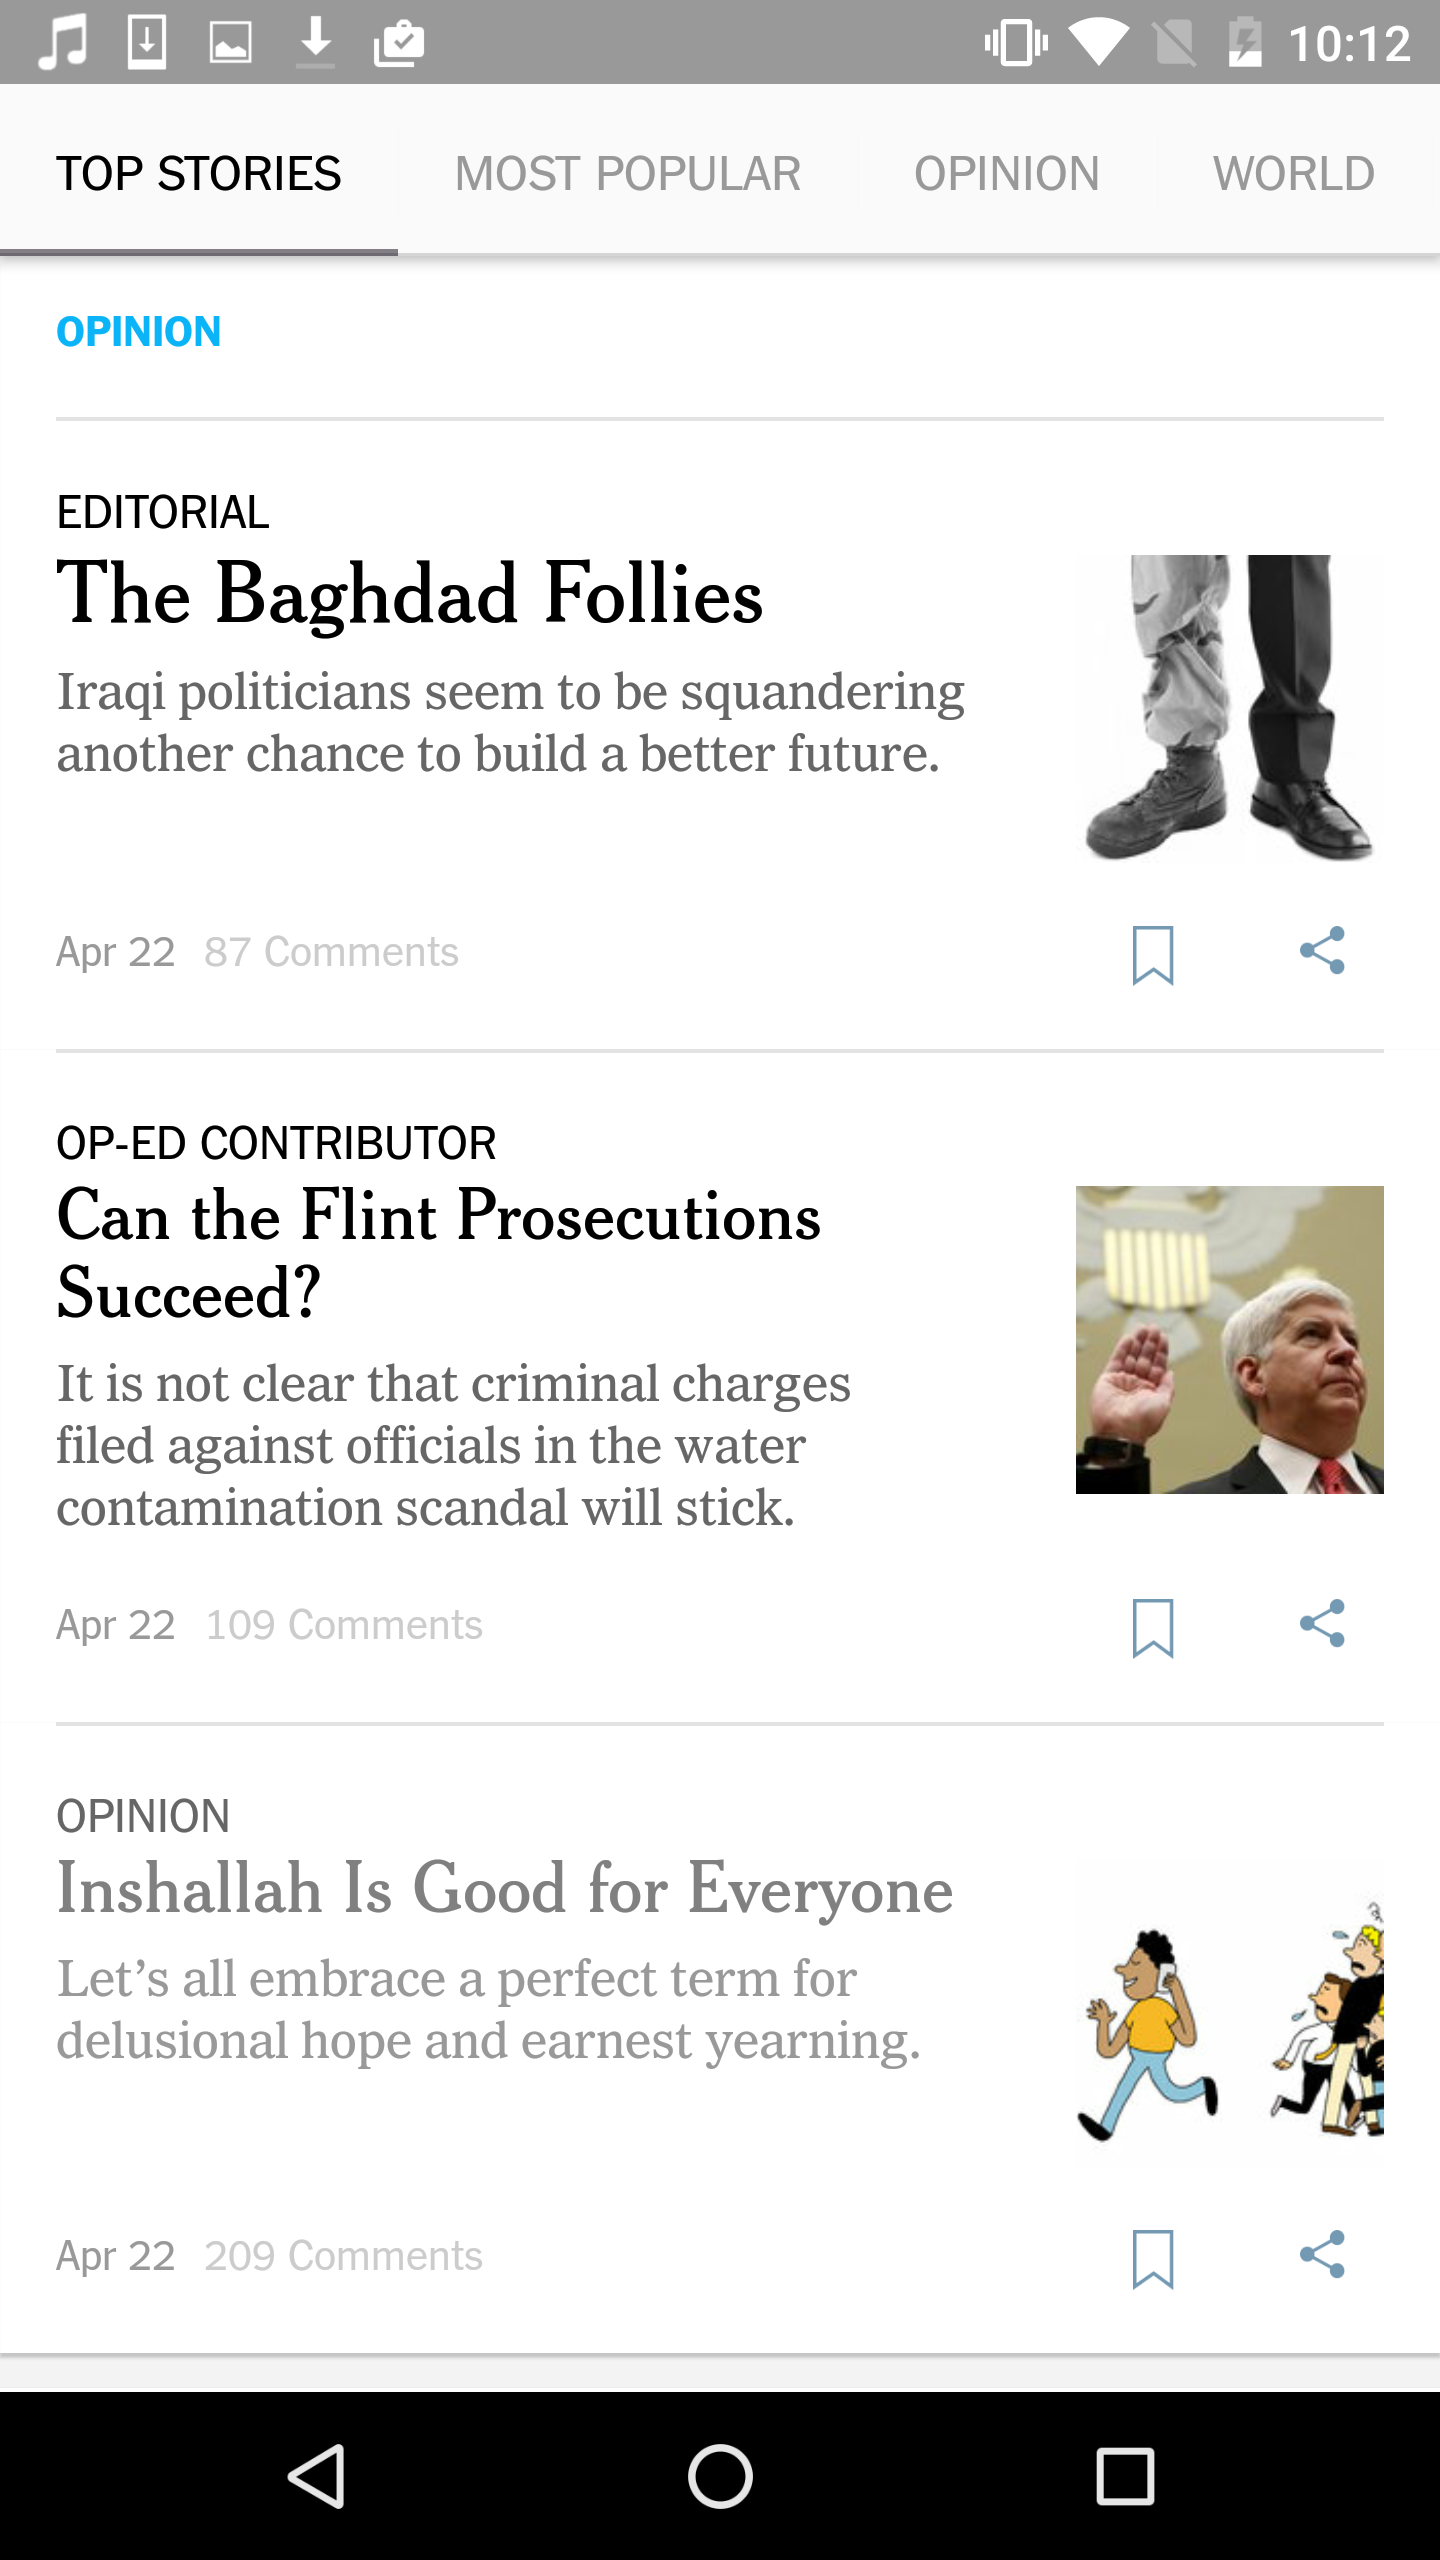 10:12
TOP STORIES MOST POPULAR OPINION WORLD
OPINION
EDITORIAL
The Baghdad Follies
Iraqi politicians seem to be squandering
another chance to build a better future.
Apr 22 87 Comments
OP-ED CONTRIBUTOR
Can the Flint Prosecutions
Succeed?
It is not clear that criminal charges
filed against officials in the water
contamination scandal will stick.
Apr 22 109 Comments
OPINION
Inshallah Is Good for Everyone
Let’s all embrace a perfect term for
delusional hope and earnest yearning.
Apr 22 209 Comments